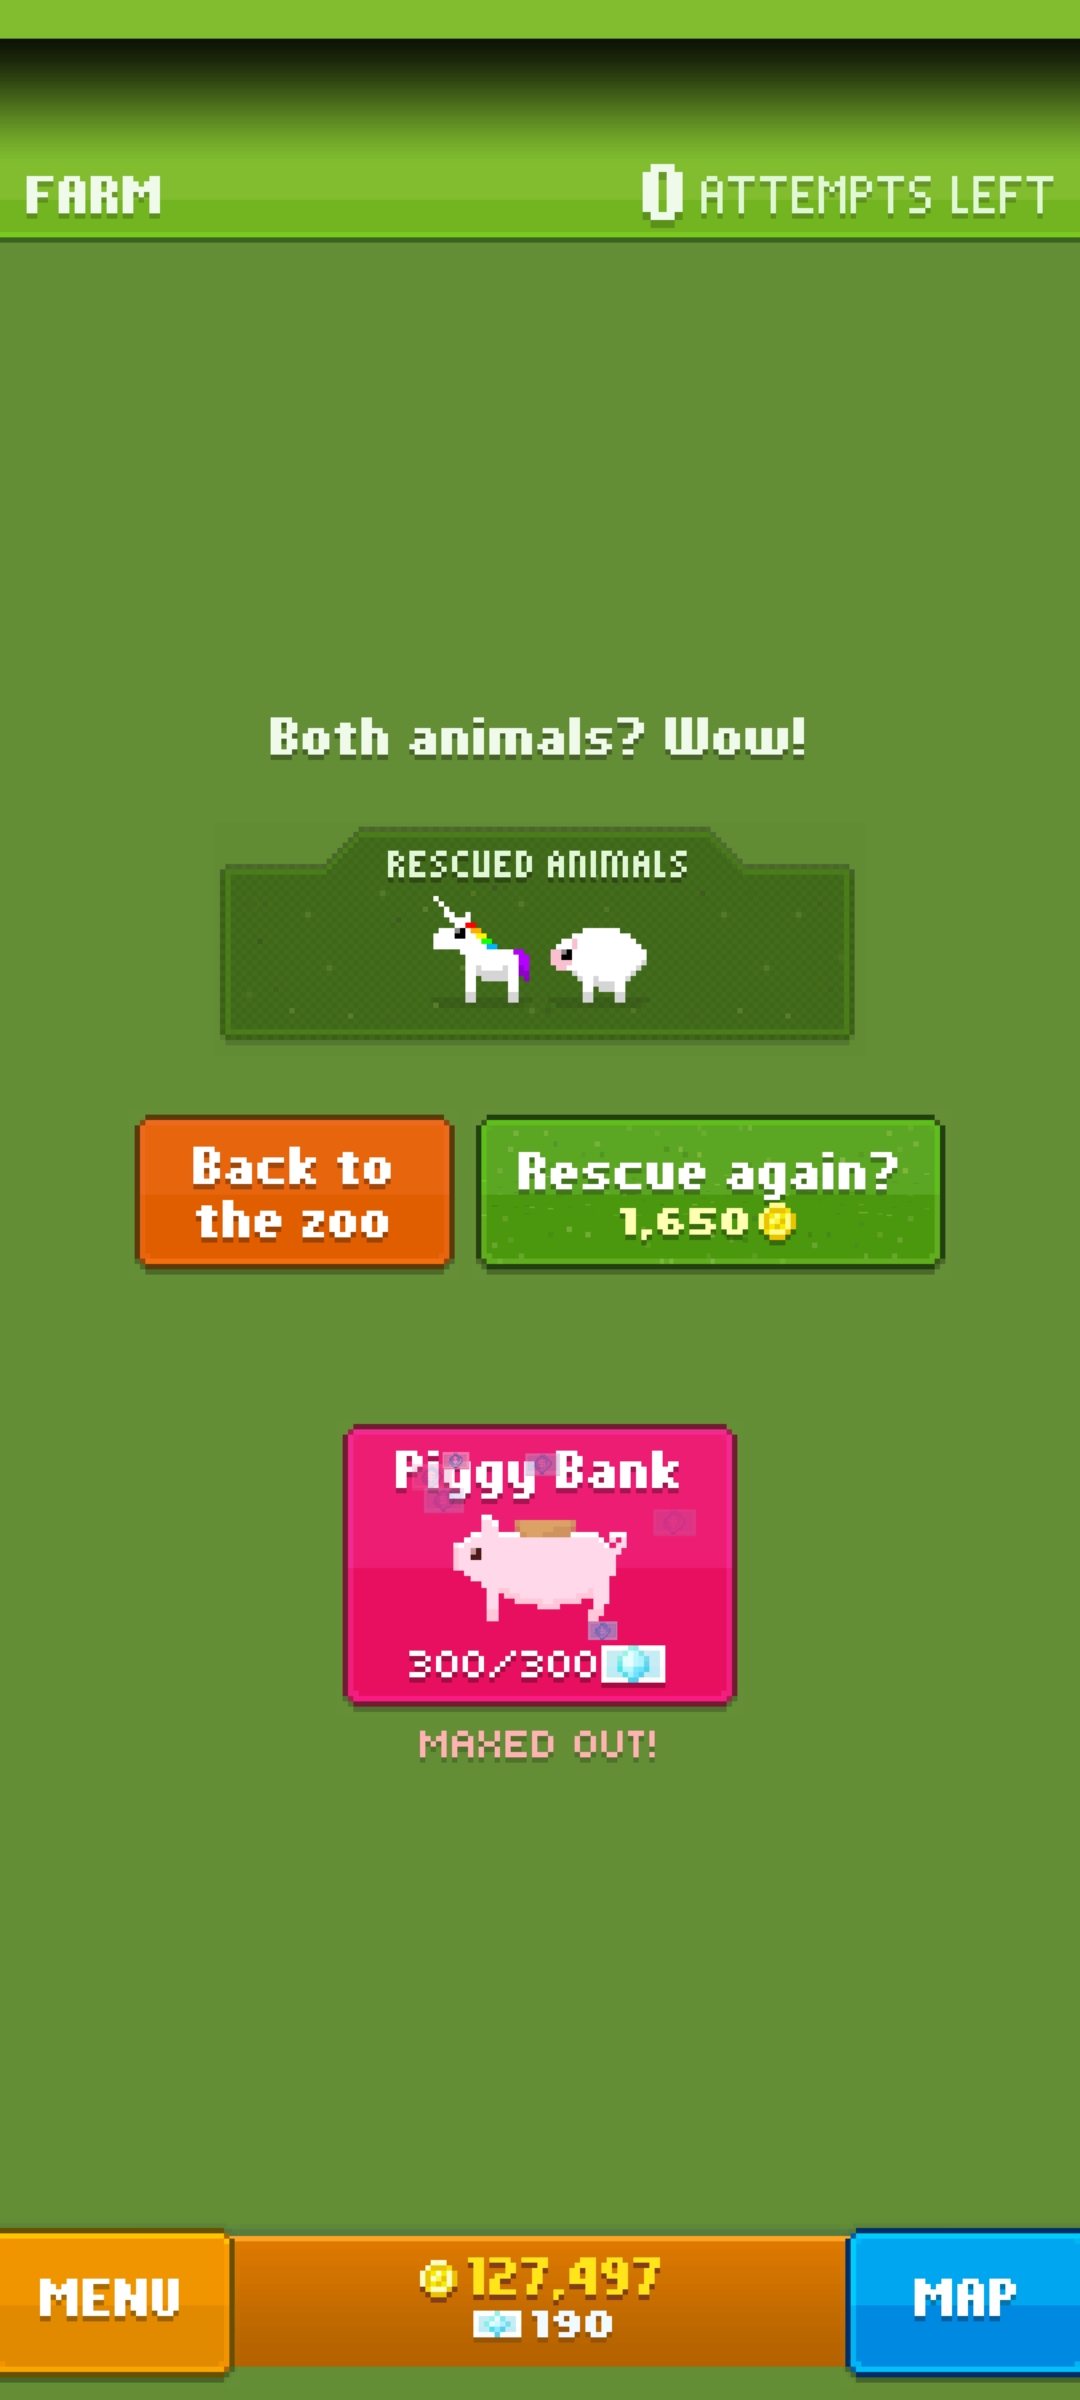 FARM
0 ATTEMPTS LEFT
Both animals? Wow!
RESCUED ANIMALS
Back to
the zoo
Rescue again?
1,650
Piggy Bank
300/300
MAXED OUT!
MENU
127,497
190
MAP